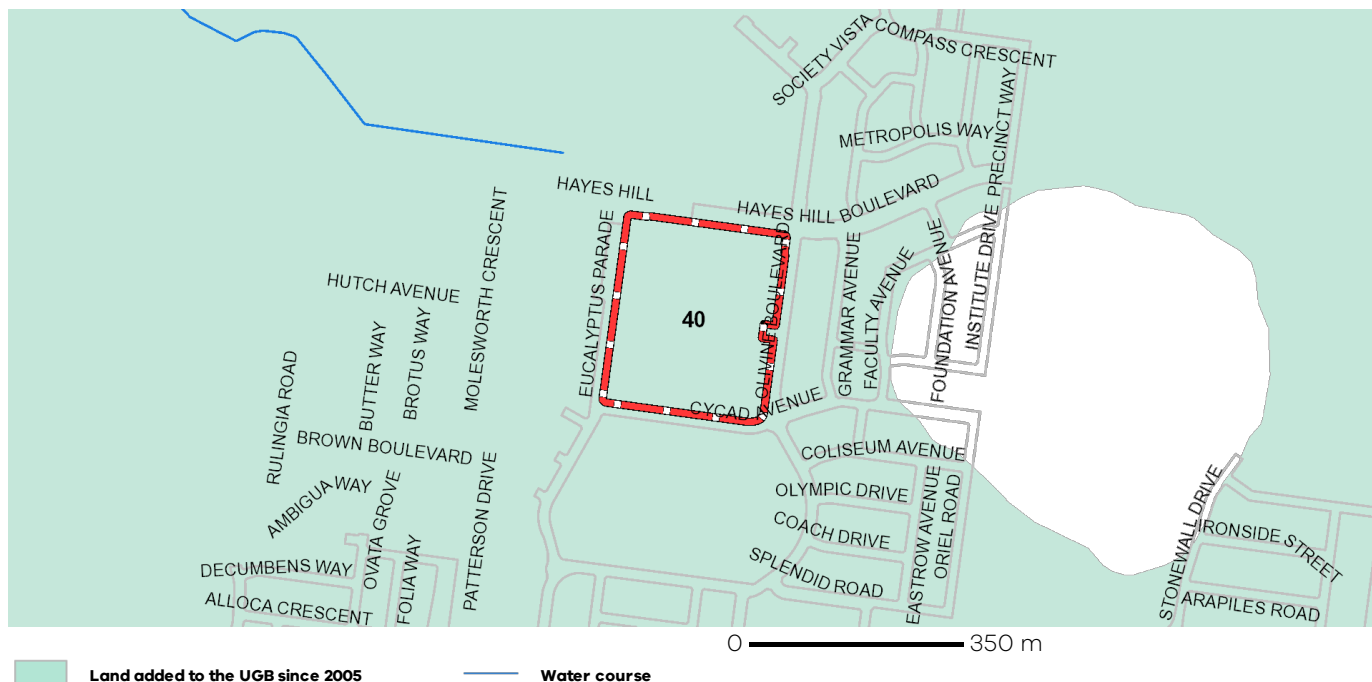 SOCIETY VISTA
COMPASS CRESCENT
PRECINCT WAY
METROPOLIS WAY
HAYES HILL
HAYES HILL BOULEVARD
MOLESWORTH CRESCENT
EUCALYPTUS PARADE
OLIVINE BOULEVARD
GRAMMAR AVENUE
FACULTY AVENUE
FOUNDATION AVENUE
INSTITUTE DRIVE
HUTCH AVENUE
40
BUTTER WAY
BROTUS WAY
RULINGIA ROAD
CYCAD AVENUE
BROWN BOULEVARD
COLISEUM AVENUE
AMBIGUA WAY
OVATA GROVE
PATTERSON DRIVE
OLYMPIC DRIVE
EASTROW AVENUE
ORIEL ROAD
STONEWALL DRIVE
COACH DRIVE
IRONSIDE STREET
DECUMBENS WAY
FOLIA WAY
SPLENDID ROAD
ALLOCA CRESCENT
ARAPILES ROAD
0 350 m
Land added to the UGB since 2005
Water course